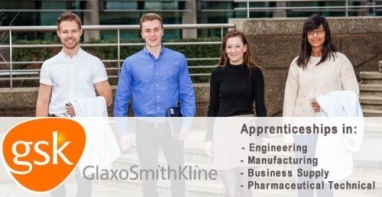 gsk
GlaxoSmithKline
Apprenticeships in:
- Engineering
- Manufacturing
- Business Supply
- Pharmaceutical Technical